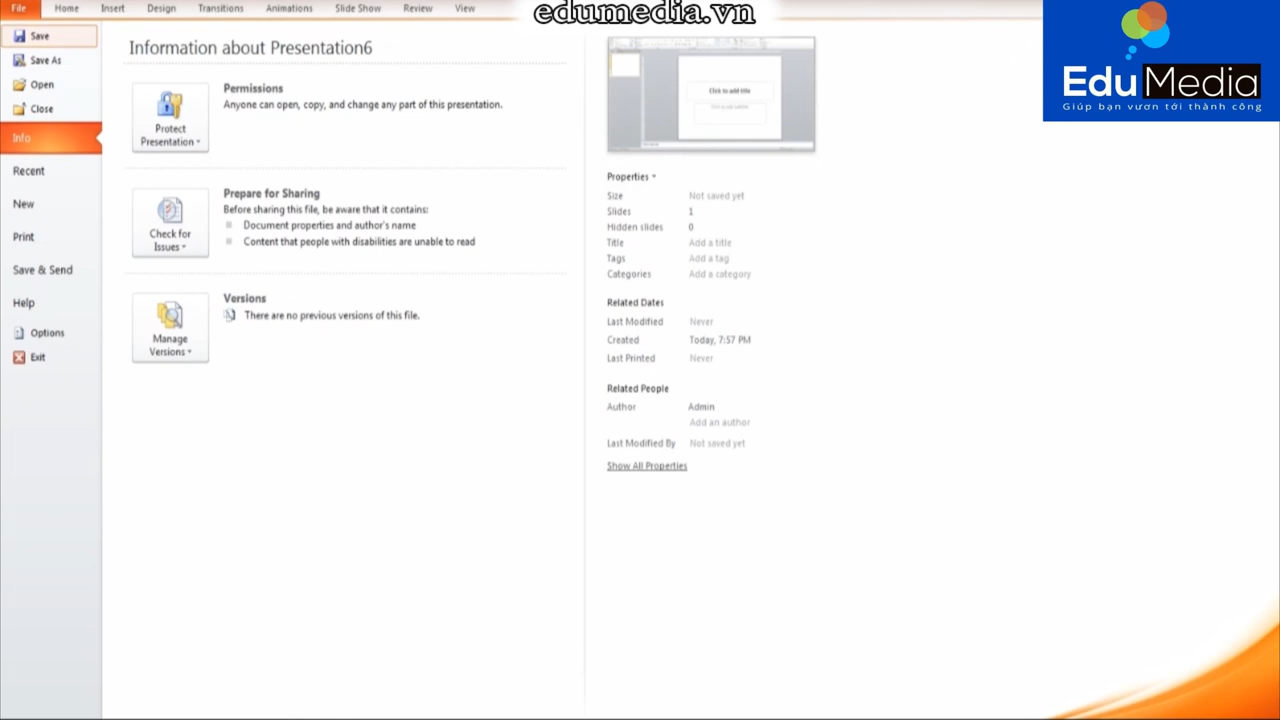 edumedia.vn
File Home Insert Design Transitions Animations Slide Show Review View
EduMedia
Giúp bạn vươn tới thành công
Save
Save As
Open
Close
Info
Recent
New
Print
Save & Send
Help
Options
Exit
Information about Presentation6
Protect
Presentation
Permissions
Anyone can open, copy, and change any part of this presentation.
Check for
Issues
Prepare for Sharing
Before sharing this file, be aware that it contains:
Document properties and author's name
Content that people with disabilities are unable to read
Manage
Versions
Versions
There are no previous versions of this file.
Click to add title
Click to add subtitle
Properties
Size Not saved yet
Slides 1
Hidden slides 0
Title Add a title
Tags Add a tag
Categories Add a category
Related Dates
Last Modified Never
Created Today, 7:57 PM
Last Printed Never
Related People
Author Admin
Add an author
Last Modified By Not saved yet
Show All Properties